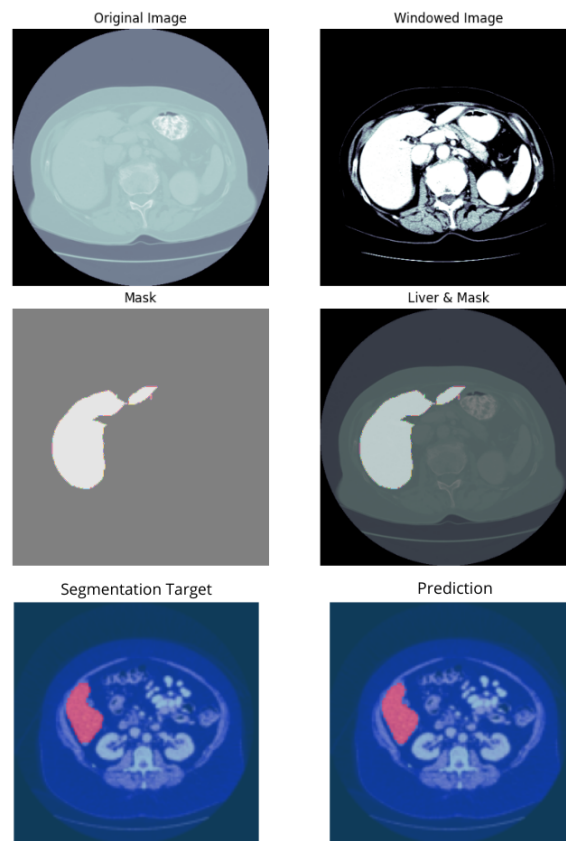 Original Image
Windowed Image
Mask
Liver & Mask
Segmentation Target
Prediction